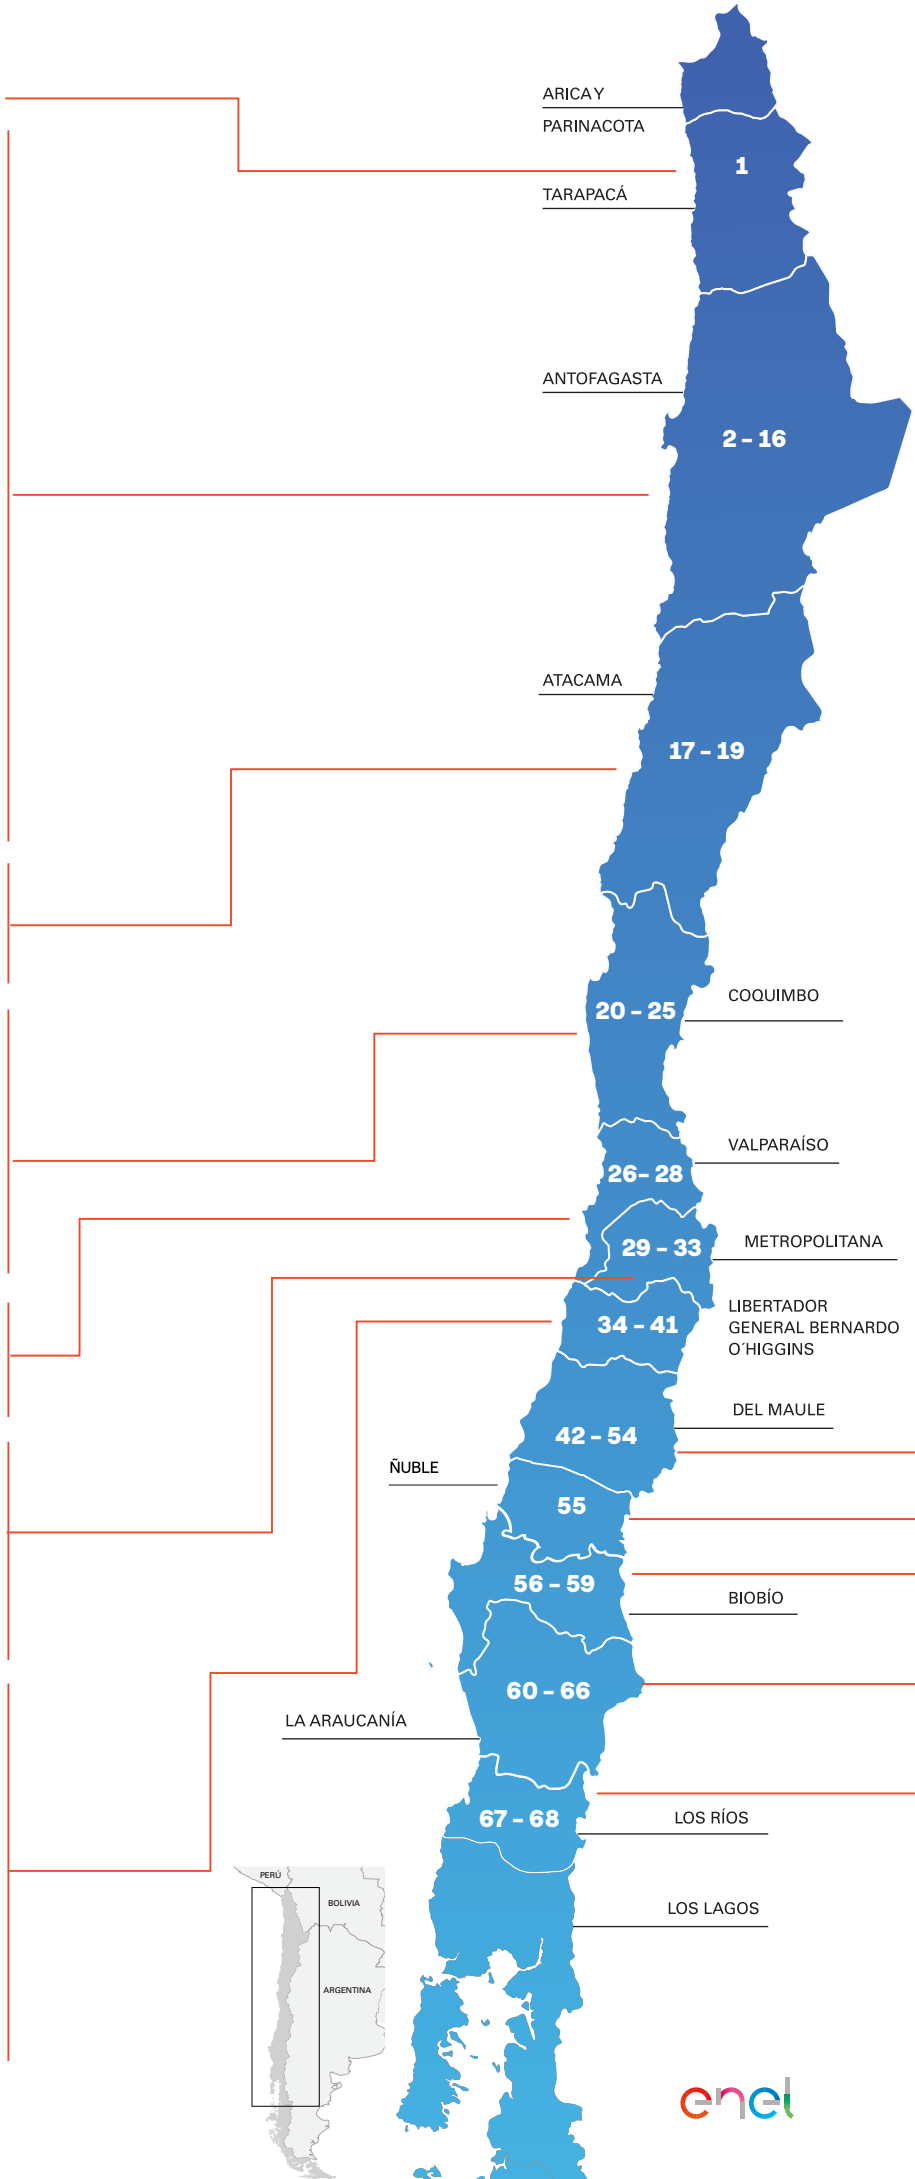 ARICA Y
PARINACOTA
1
TARAPACÁ
ANTOFAGASTA
2 – 16
ATACAMA
17 – 19
COQUIMBO
20 – 25
VALPARAÍSO
26– 28
METROPOLITANA
29 – 33
LIBERTADOR
GENERAL BERNARDO
O´HIGGINS
34 – 41
DEL MAULE
42 – 54
ÑUBLE
55
56 – 59
BIOBÍO
60 – 66
LA ARAUCANÍA
67 – 68
LOS RÍOS
PERÚ
BOLIVIA
LOS LAGOS
ARGENTINA
enel